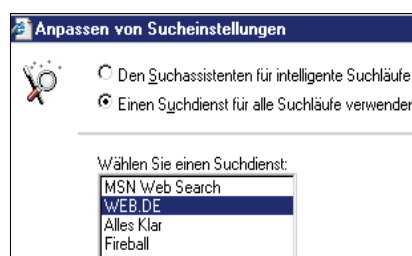 Anpassen von Sucheinstellungen
Den Suchassistenten für intelligente Suchläufe
Einen Suchdienst für alle Suchläufe verwenden
Wählen Sie einen Suchdienst:
MSN Web Search
WEB.DE
Alles Klar
Fireball